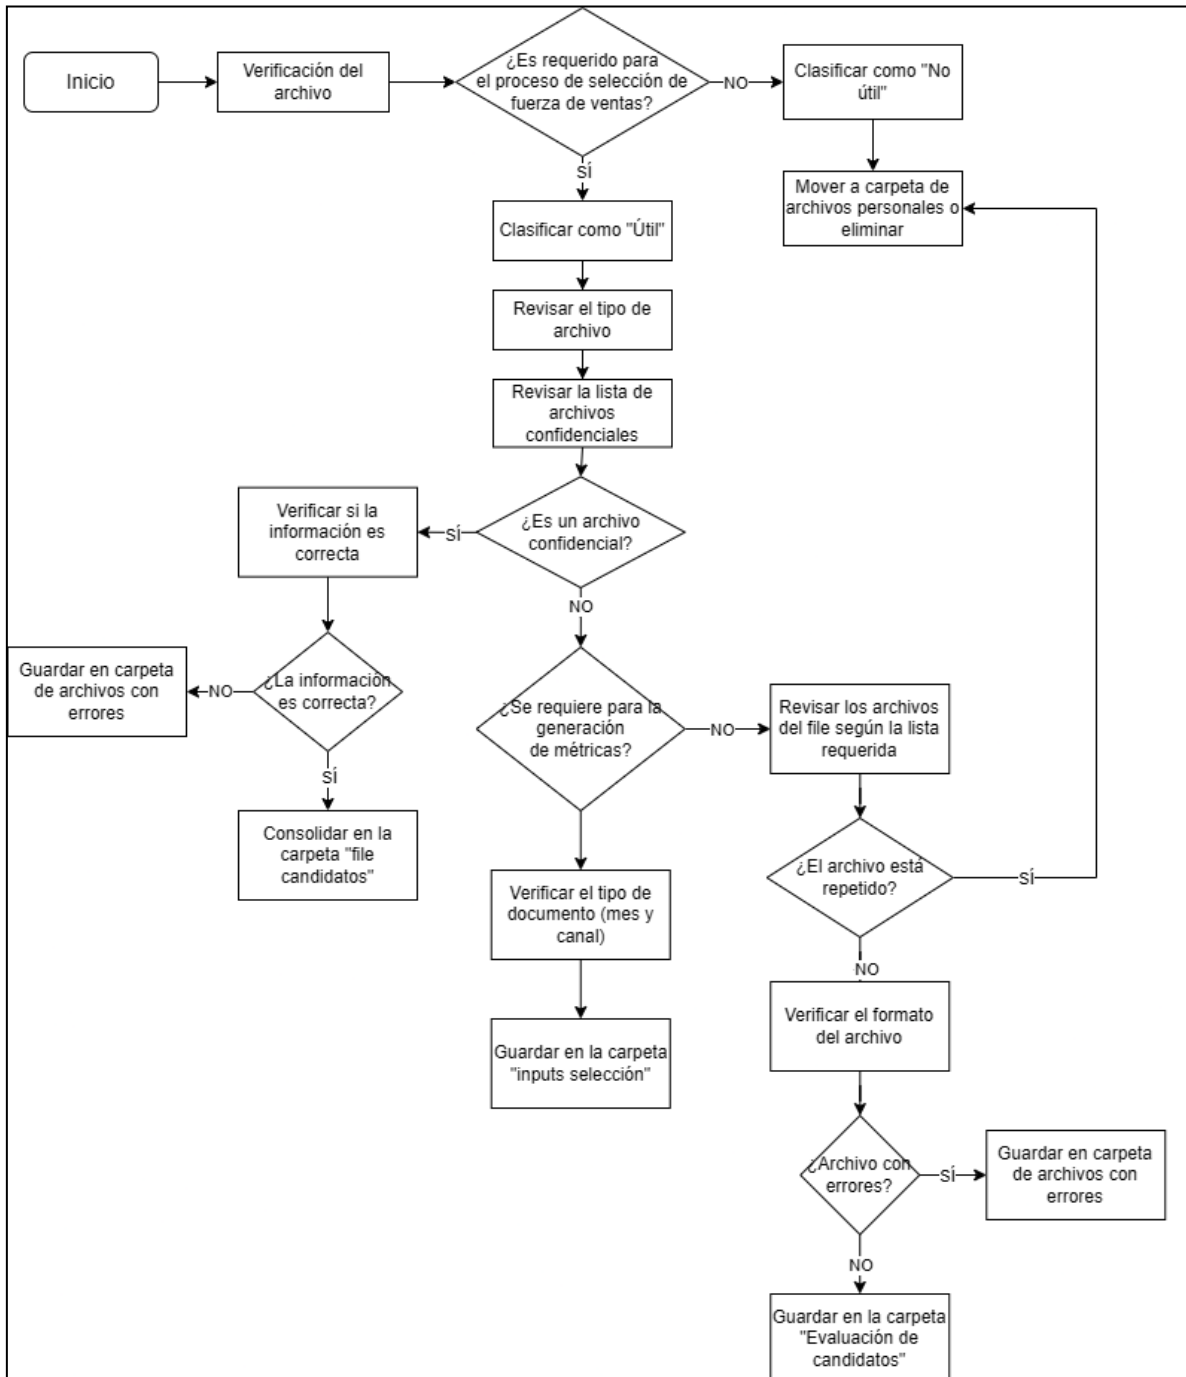 Inicio
Verificación del
archivo
¿Es requerido para
el proceso de selección de
fuerza de ventas?
NO
Clasificar como "No
útil"
Mover a carpeta de
archivos personales o
eliminar
SÍ
Clasificar como "Útil"
Revisar el tipo de
archivo
Revisar la lista de
archivos
confidenciales
¿Es un archivo
confidencial?
SÍ
Verificar si la
información es
correcta
¿La información
es correcta?
NO
Guardar en carpeta
de archivos con
errores
SÍ
Consolidar en la
carpeta "file
candidatos"
NO
¿Se requiere para la
generación
de métricas?
NO
Revisar los archivos
del file según la lista
requerida
Verificar el tipo de
documento (mes y
canal)
Guardar en la carpeta
"inputs selección"
¿El archivo está
repetido?
SÍ
NO
Verificar el formato
del archivo
¿Archivo con
errores?
SÍ
Guardar en carpeta
de archivos con
errores
NO
Guardar en la carpeta
"Evaluación de
candidatos"